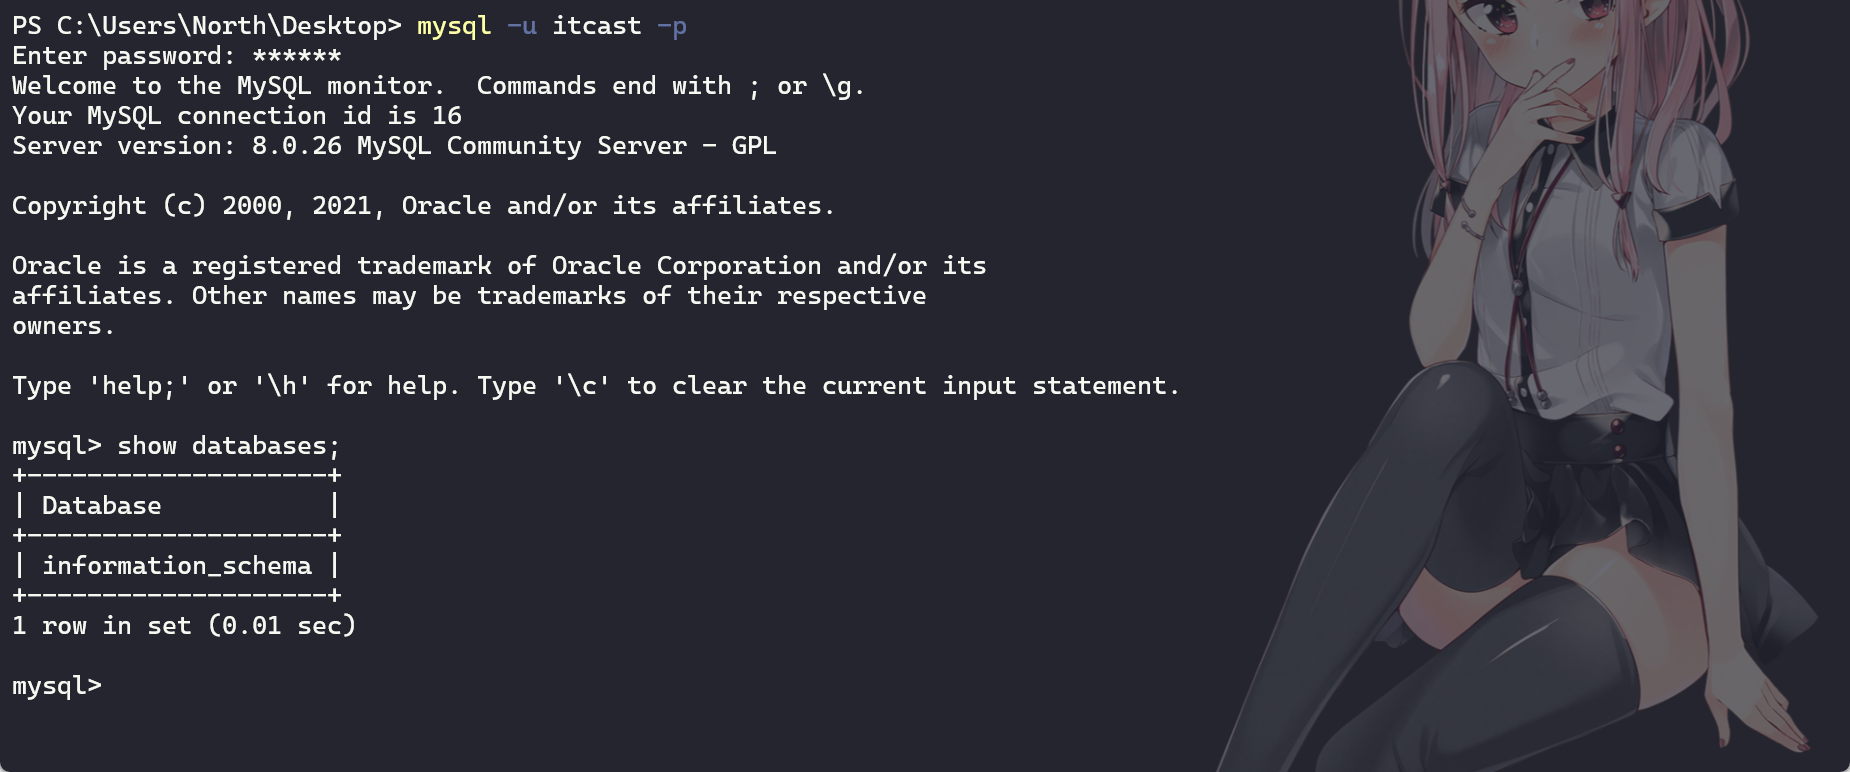 PS C:\Users\North\Desktop> mysql -u itcast -p
Enter password: ******
Welcome to the MySQL monitor.  Commands end with ; or \g.
Your MySQL connection id is 16
Server version: 8.0.26 MySQL Community Server - GPL
Copyright (c) 2000, 2021, Oracle and/or its affiliates.
Oracle is a registered trademark of Oracle Corporation and/or its
affiliates. Other names may be trademarks of their respective
owners.
Type 'help;' or '\h' for help. Type '\c' to clear the current input statement.
mysql> show databases;
+--------------------+
| Database           |
+--------------------+
| information_schema |
+--------------------+
1 row in set (0.01 sec)
mysql>